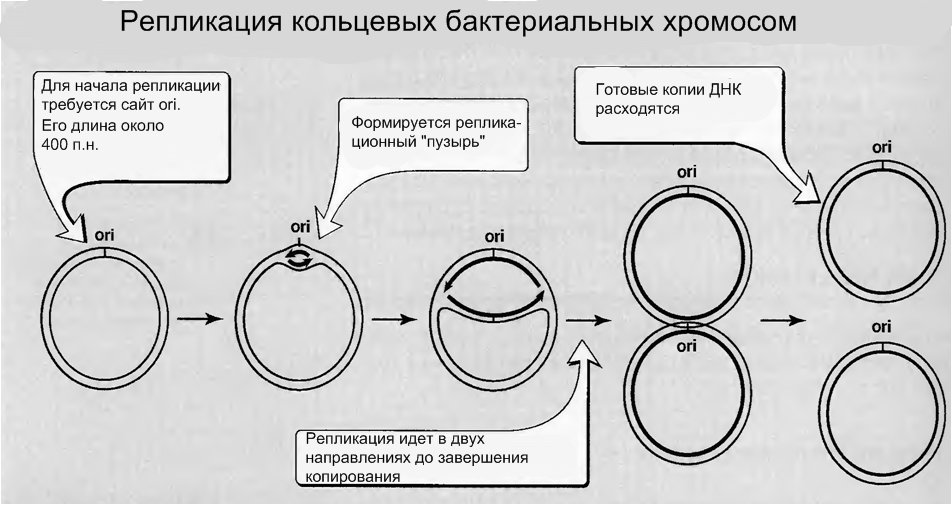 Репликация кольцевых бактериальных хромосом
Для начала репликации
требуется сайт ori.
Его длина около
400 п.н.
Формируется реплика-
ционный "пузырь"
Готовые копии ДНК
расходятся
ori
ori
ori
ori
ori
ori
ori
Репликация идет в двух
направлениях до завершения
копирования